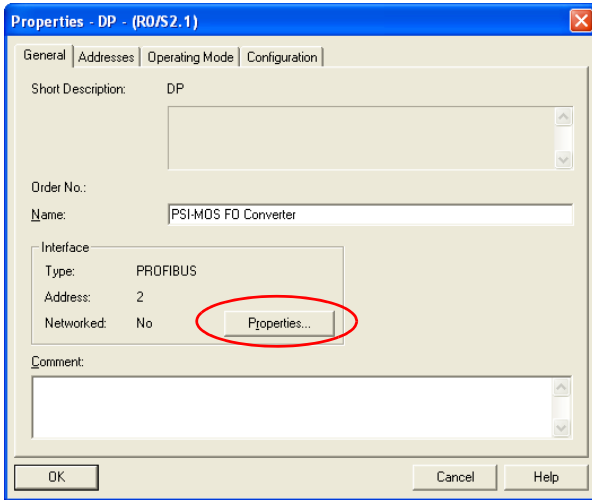 Properties - DP - (R0/S2.1)
General Addresses Operating Mode Configuration
Short Description: DP
Order No.:
Name: PSI-MOS FO Converter
Interface
Type: PROFIBUS
Address: 2
Networked: No Properties...
Comment:
OK Cancel Help